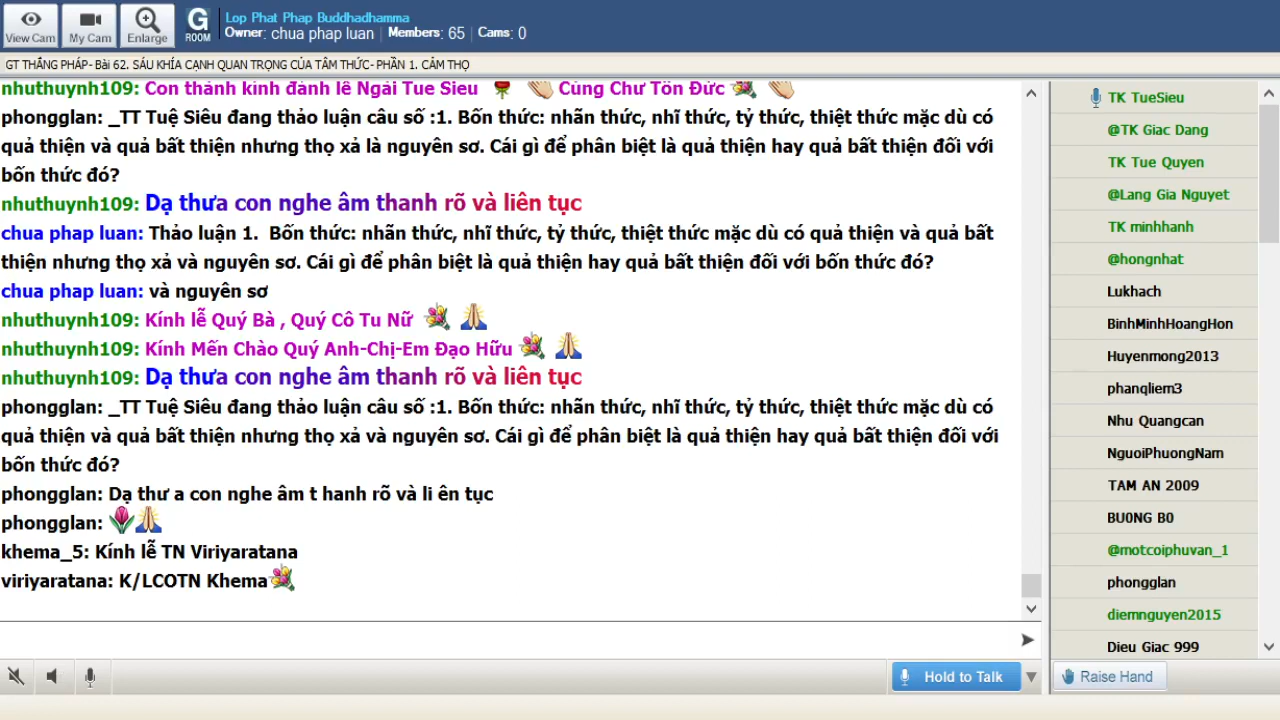 View Cam
My Cam
Enlarge
G
ROOM
Lop Phat Phap Buddhadhamma
Owner: chua phap luan | Members: 65 | Cams: 0
GT THẮNG PHÁP- Bài 62. SÁU KHÍA CẠNH QUAN TRỌNG CỦA TÂM THỨC- PHẦN 1. CẢM THỌ
nhuthuynh109: Con thành kính đảnh lễ Ngài Tue Sieu Cùng Chư Tôn Đức
phongglan: _TT Tuệ Siêu đang thảo luận câu số :1. Bốn thức: nhãn thức, nhĩ thức, tỷ thức, thiệt thức mặc dù có
quả thiện và quả bất thiện nhưng thọ xả là nguyên sơ. Cái gì để phân biệt là quả thiện hay quả bất thiện đối với
bốn thức đó?
nhuthuynh109: Dạ thưa con nghe âm thanh rõ và liên tục
chua phap luan: Thảo luận 1. Bốn thức: nhãn thức, nhĩ thức, tỷ thức, thiệt thức mặc dù có quả thiện và quả bất
thiện nhưng thọ xả và nguyên sơ. Cái gì để phân biệt là quả thiện hay quả bất thiện đối với bốn thức đó?
chua phap luan: và nguyên sơ
nhuthuynh109: Kính lễ Quý Bà , Quý Cô Tu Nữ
nhuthuynh109: Kính Mến Chào Quý Anh-Chị-Em Đạo Hữu
nhuthuynh109: Dạ thưa con nghe âm thanh rõ và liên tục
phongglan: _TT Tuệ Siêu đang thảo luận câu số :1. Bốn thức: nhãn thức, nhĩ thức, tỷ thức, thiệt thức mặc dù có
quả thiện và quả bất thiện nhưng thọ xả và nguyên sơ. Cái gì để phân biệt là quả thiện hay quả bất thiện đối với
bốn thức đó?
phongglan: Dạ thư a con nghe âm t hanh rõ và li ên tục
phongglan:
khema_5: Kính lễ TN Viriyaratana
viriyaratana: K/LCOTN Khema
TK TueSieu
@TK Giac Dang
TK Tue Quyen
@Lang Gia Nguyet
TK minhhanh
@hongnhat
Lukhach
BinhMinhHoangHon
Huyenmong2013
phanqliem3
Nhu Quangcan
NguoiPhuongNam
TAM AN 2009
BU0NG B0
@motcoiphuvan_1
phongglan
diemnguyen2015
Dieu Giac 999
Hold to Talk
Raise Hand